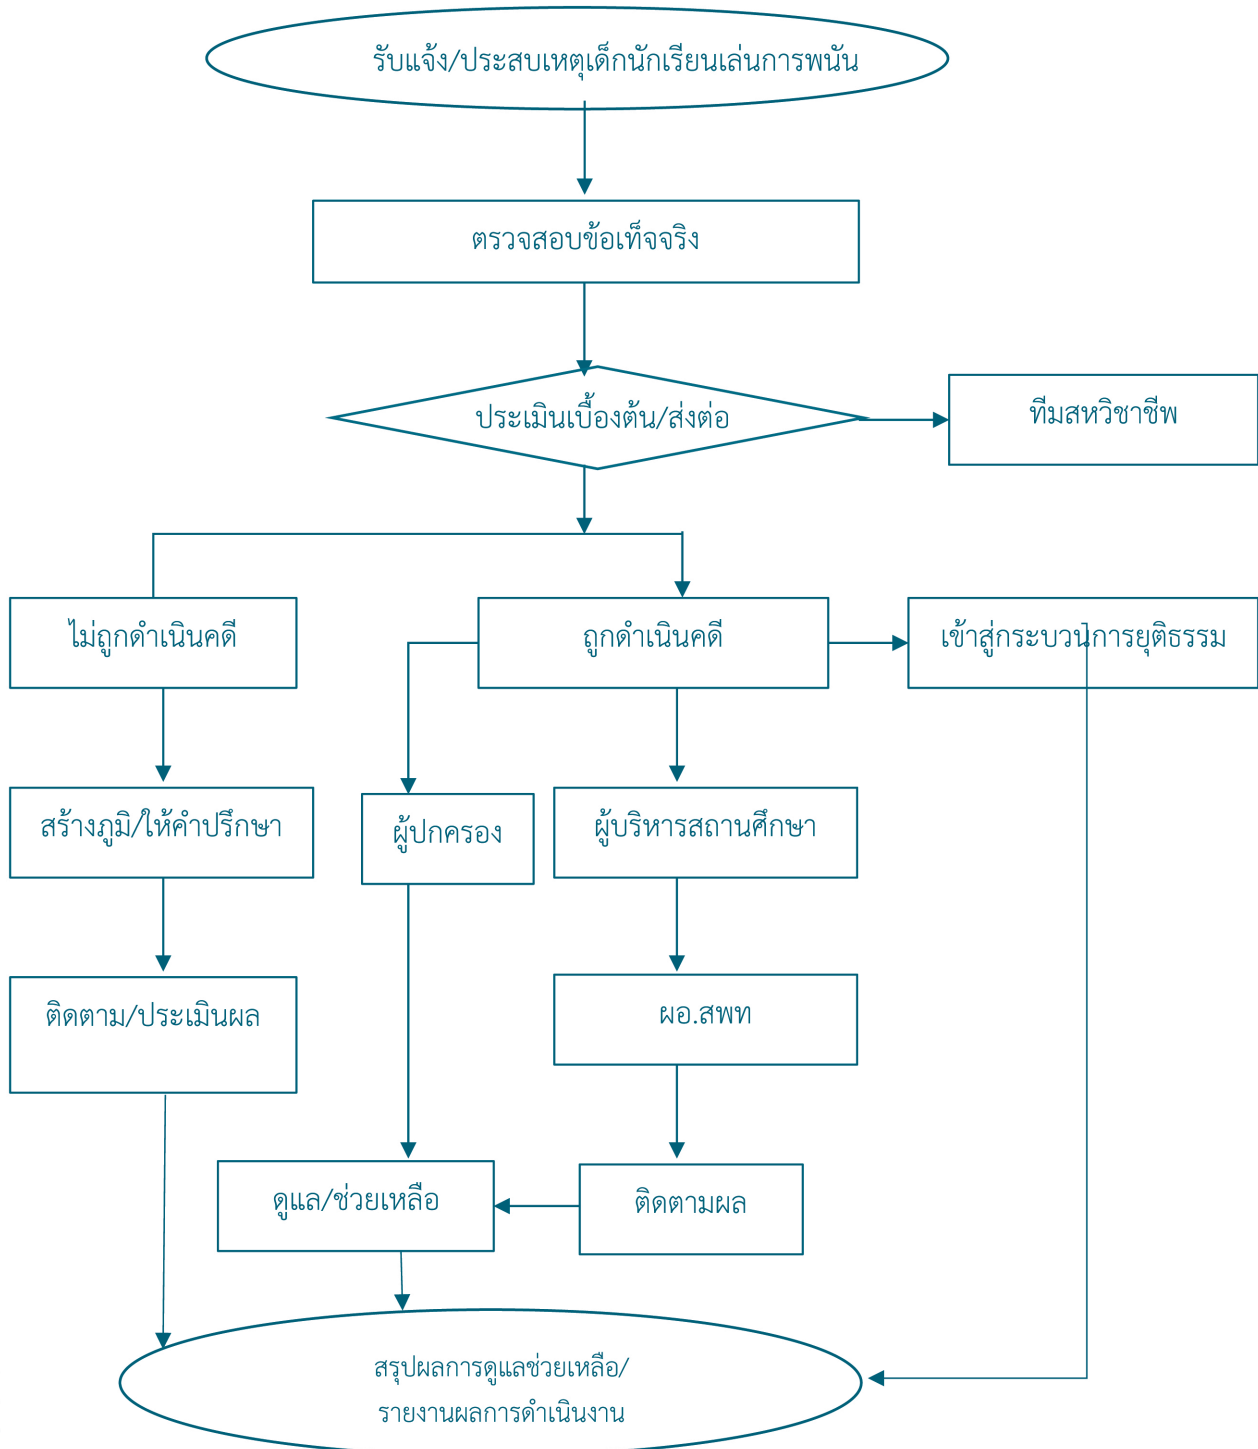 รับแจ้ง/ประสบเหตุเด็กนักเรียนเล่นการพนัน
ตรวจสอบข้อเท็จจริง
ประเมินเบื้องต้น/ส่งต่อ
ทีมสหวิชาชีพ
ไม่ถูกดำเนินคดี
ถูกดำเนินคดี
เข้าสู่กระบวนการยุติธรรม
สร้างภูมิ/ให้คำปรึกษา
ผู้ปกครอง
ผู้บริหารสถานศึกษา
ติดตาม/ประเมินผล
ผอ.สพท
ดูแล/ช่วยเหลือ
ติดตามผล
สรุปผลการดูแลช่วยเหลือ/
รายงานผลการดำเนินงาน